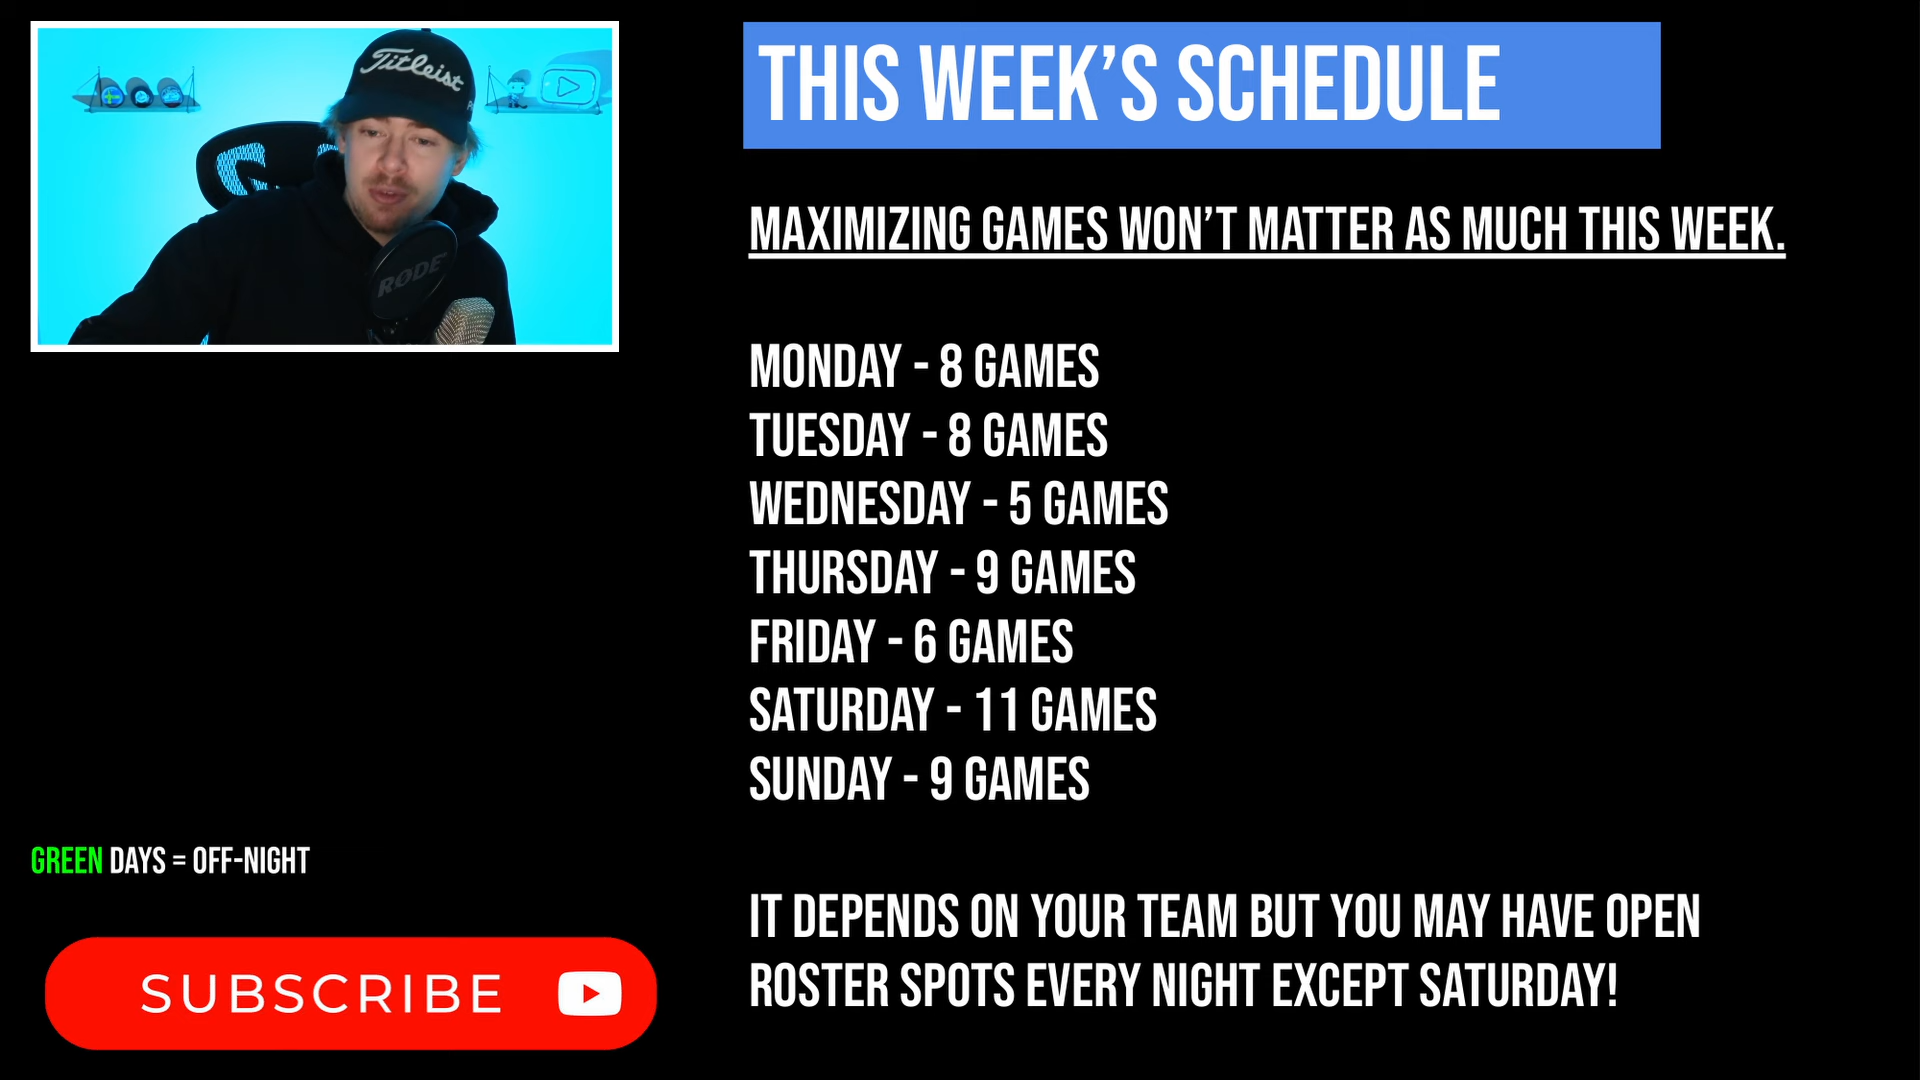 Titleist
RØDE
THIS WEEK'S SCHEDULE
MAXIMIZING GAMES WON'T MATTER AS MUCH THIS WEEK.
MONDAY - 8 GAMES
TUESDAY - 8 GAMES
WEDNESDAY - 5 GAMES
THURSDAY - 9 GAMES
FRIDAY - 6 GAMES
SATURDAY - 11 GAMES
SUNDAY - 9 GAMES
GREEN DAYS = OFF-NIGHT
IT DEPENDS ON YOUR TEAM BUT YOU MAY HAVE OPEN
ROSTER SPOTS EVERY NIGHT EXCEPT SATURDAY!
SUBSCRIBE